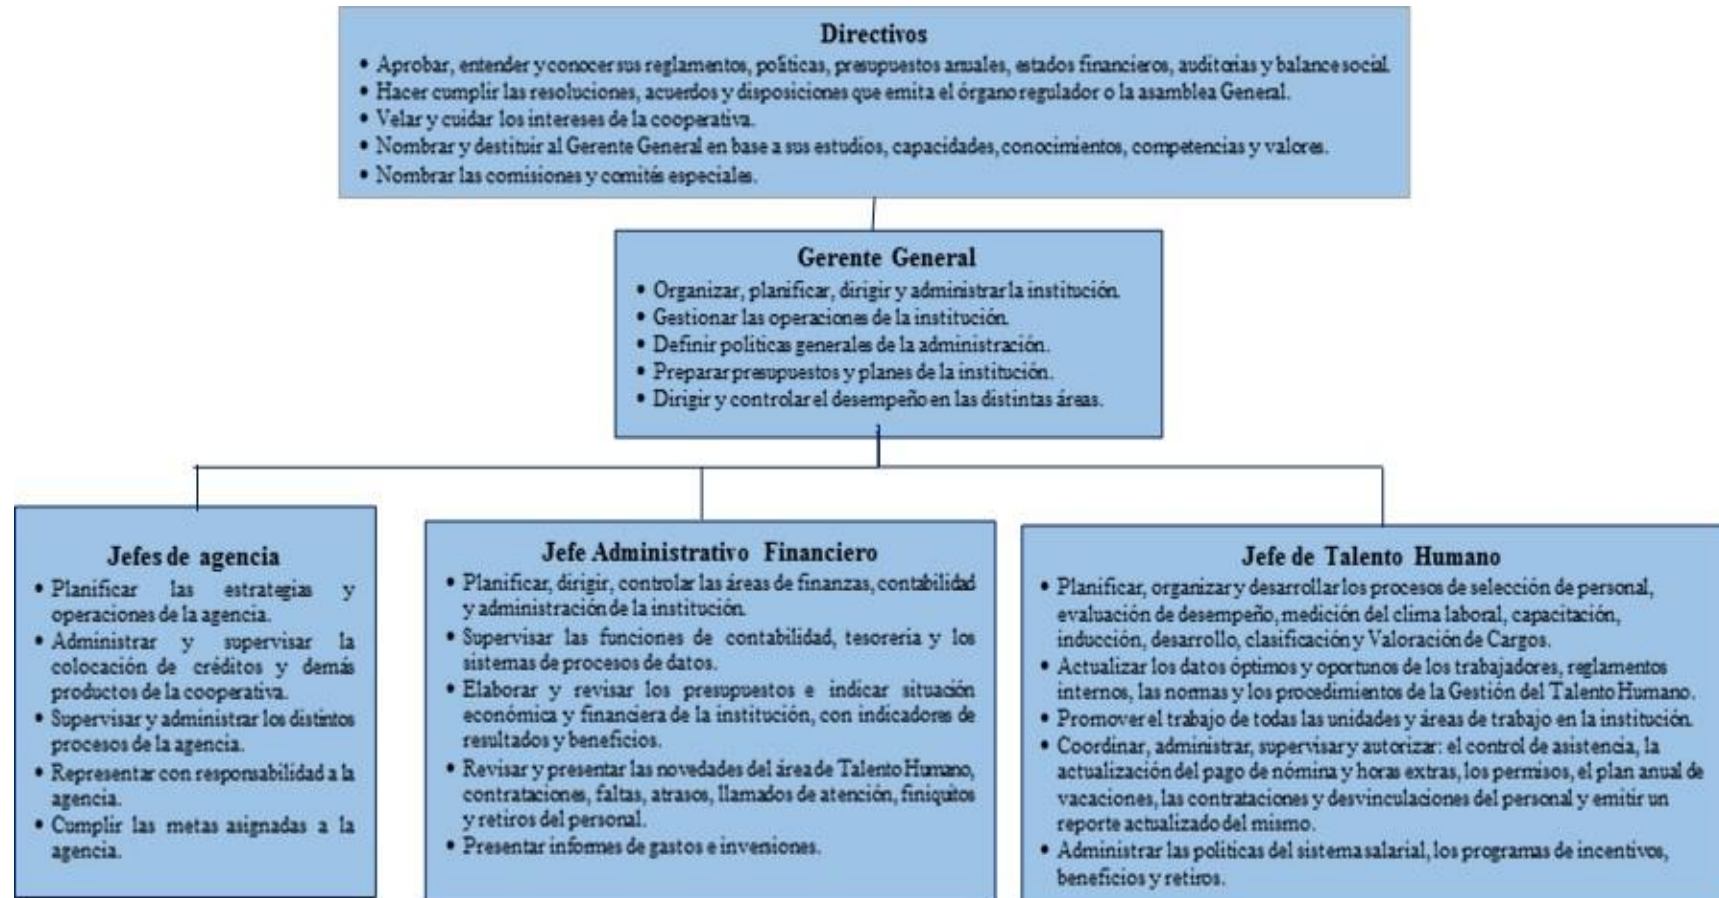 Directivos
• Aprobar, entender y conocer sus reglamentos, políticas, presupuestos anuales, estados financieros, auditorias y balance social.
• Hacer cumplir las resoluciones, acuerdos y disposiciones que emita el órgano regulador o la asamblea General.
• Velar y cuidar los intereses de la cooperativa.
• Nombrar y destituir al Gerente General en base a sus estudios, capacidades, conocimientos, competencias y valores.
• Nombrar las comisiones y comités especiales.
Gerente General
• Organizar, planificar, dirigir y administrar la institución.
• Gestionar las operaciones de la institución.
• Definir políticas generales de la administración.
• Preparar presupuestos y planes de la institución.
• Dirigir y controlar el desempeño en las distintas áreas.
Jefes de agencia
• Planificar las estrategias y
operaciones de la agencia.
• Administrar y supervisar la
colocación de créditos y demás
productos de la cooperativa.
• Supervisar y administrar los distintos
procesos de la agencia.
• Representar con responsabilidad a la
agencia.
• Cumplir las metas asignadas a la
agencia.
Jefe Administrativo Financiero
• Planificar, dirigir, controlar las áreas de finanzas, contabilidad
y administración de la institución.
• Supervisar las funciones de contabilidad, tesorería y los
sistemas de procesos de datos.
• Elaborar y revisar los presupuestos e indicar situación
económica y financiera de la institución, con indicadores de
resultados y beneficios.
• Revisar y presentar las novedades del área de Talento Humano,
contrataciones, faltas, atrasos, llamados de atención, finiquitos
y retiros del personal.
• Presentar informes de gastos e inversiones.
Jefe de Talento Humano
• Planificar, organizar y desarrollar los procesos de selección de personal,
evaluación de desempeño, medición del clima laboral, capacitación,
inducción, desarrollo, clasificación y Valoración de Cargos.
• Actualizar los datos óptimos y oportunos de los trabajadores, reglamentos
internos, las normas y los procedimientos de la Gestión del Talento Humano.
• Promover el trabajo de todas las unidades y áreas de trabajo en la institución.
• Coordinar, administrar, supervisar y autorizar: el control de asistencia, la
actualización del pago de nómina y horas extras, los permisos, el plan anual de
vacaciones, las contrataciones y desvinculaciones del personal y emitir un
reporte actualizado del mismo.
• Administrar las políticas del sistema salarial, los programas de incentivos,
beneficios y retiros.